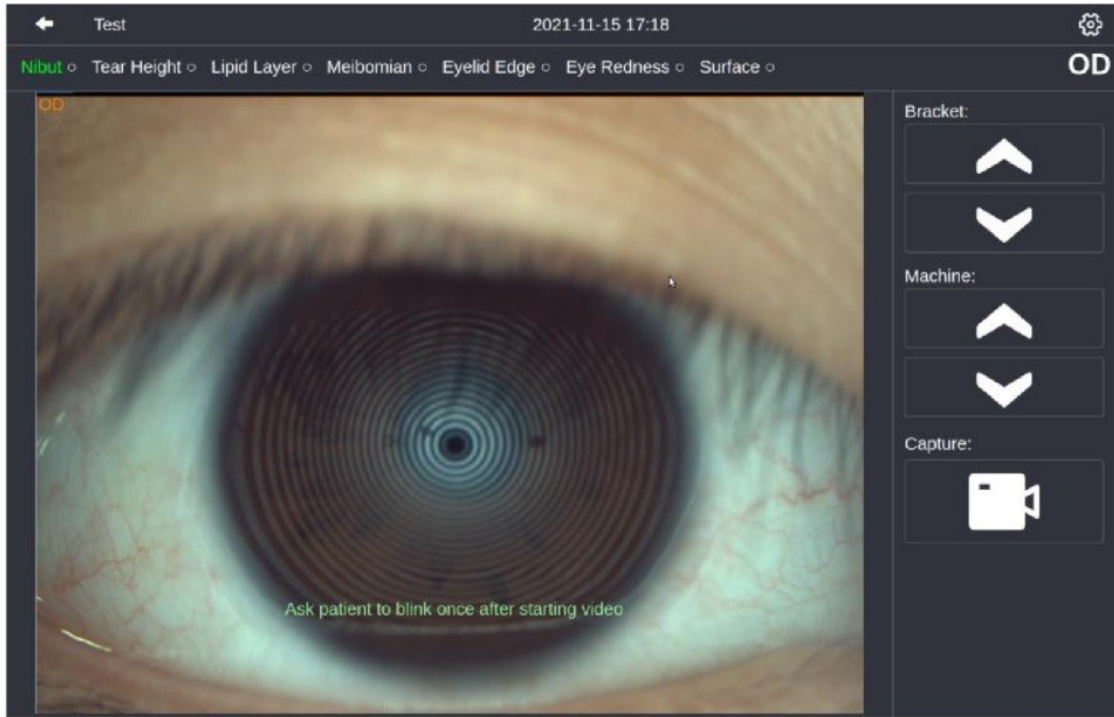 Test 2021-11-15 17:18
Nibut Tear Height Lipid Layer Meibomian Eyelid Edge Eye Redness Surface OD
OD
Bracket:
Machine:
Capture:
Ask patient to blink once after starting video